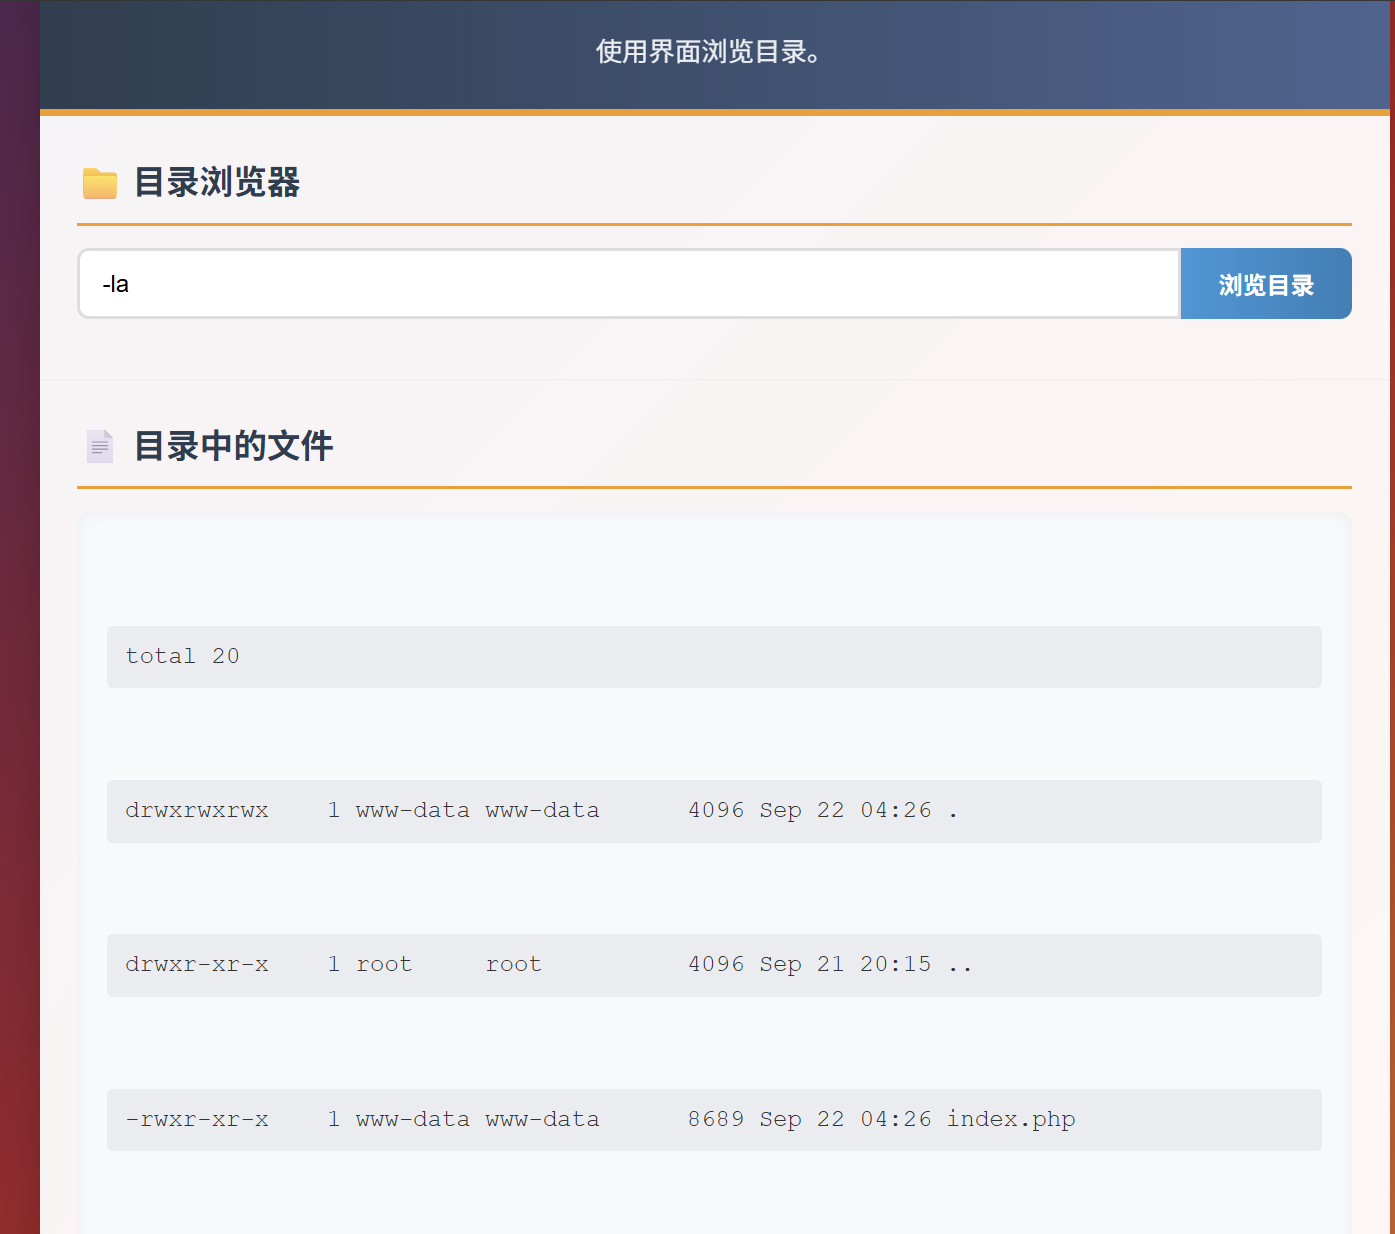 使用界面浏览目录。
目录浏览器
-la
浏览目录
目录中的文件
total 20
drwxrwxrwx    1 www-data www-data      4096 Sep 22 04:26 .
drwxr-xr-x    1 root     root          4096 Sep 21 20:15 ..
-rwxr-xr-x    1 www-data www-data      8689 Sep 22 04:26 index.php